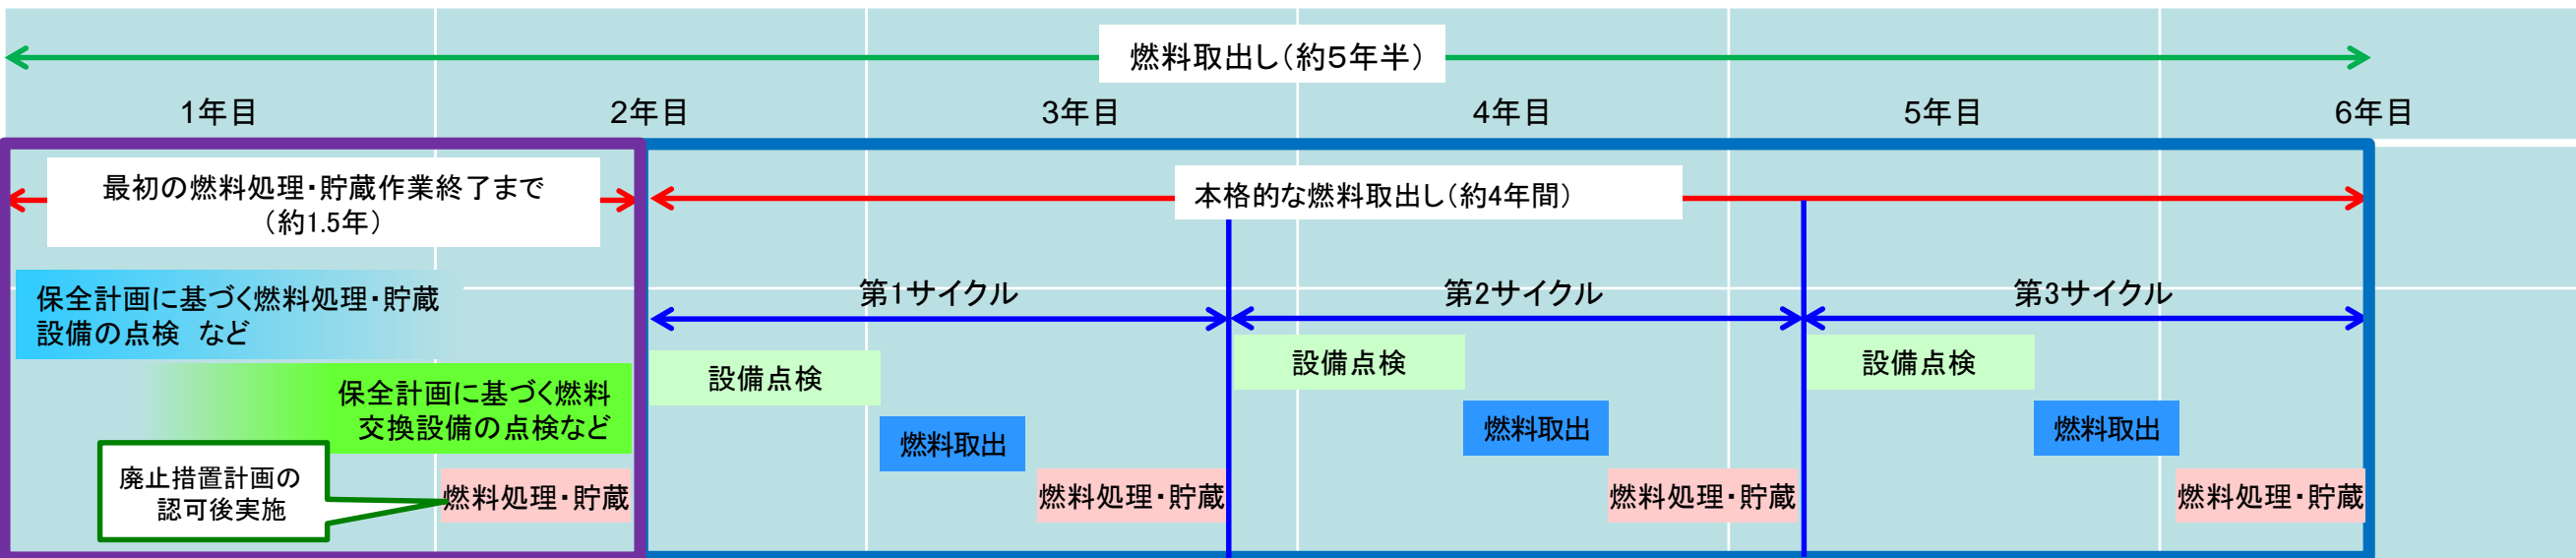 燃料取出し（約５年半）
1年目
2年目
3年目
4年目
5年目
6年目
最初の燃料処理・貯蔵作業終了まで
（約1.5年）
本格的な燃料取出し（約4年間）
保全計画に基づく燃料処理・貯蔵
設備の点検 など
第1サイクル
第2サイクル
第3サイクル
保全計画に基づく燃料
交換設備の点検など
設備点検
設備点検
設備点検
燃料取出
燃料取出
燃料取出
廃止措置計画の
認可後実施
燃料処理・貯蔵
燃料処理・貯蔵
燃料処理・貯蔵
燃料処理・貯蔵